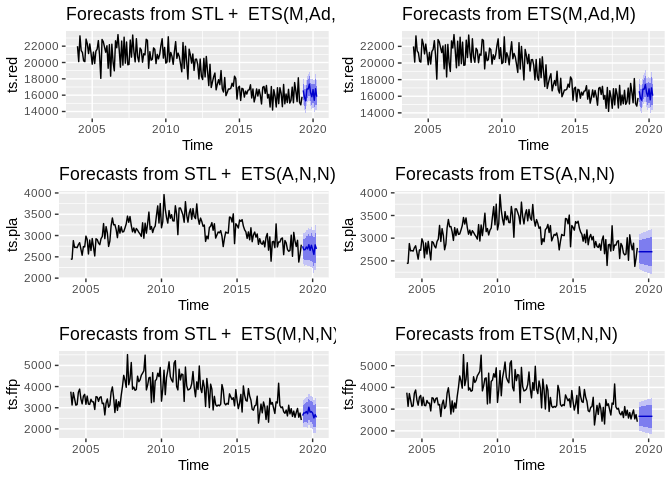 Forecasts from STL +  ETS(M,Ad,
22000
20000
18000
16000
14000
ts.red
2005
2010
2015
2020
Time
Forecasts from ETS(M,Ad,M)
22000
20000
18000
16000
14000
ts.red
2005
2010
2015
2020
Time
Forecasts from STL +  ETS(A,N,N)
4000
3500
3000
2500
2000
ts.pla
2005
2010
2015
2020
Time
Forecasts from ETS(A,N,N)
4000
3500
3000
2500
ts.pla
2005
2010
2015
2020
Time
Forecasts from STL +  ETS(M,N,N)
5000
4000
3000
2000
ts.ffp
2005
2010
2015
2020
Time
Forecasts from ETS(M,N,N)
5000
4000
3000
2000
ts.ffp
2005
2010
2015
2020
Time